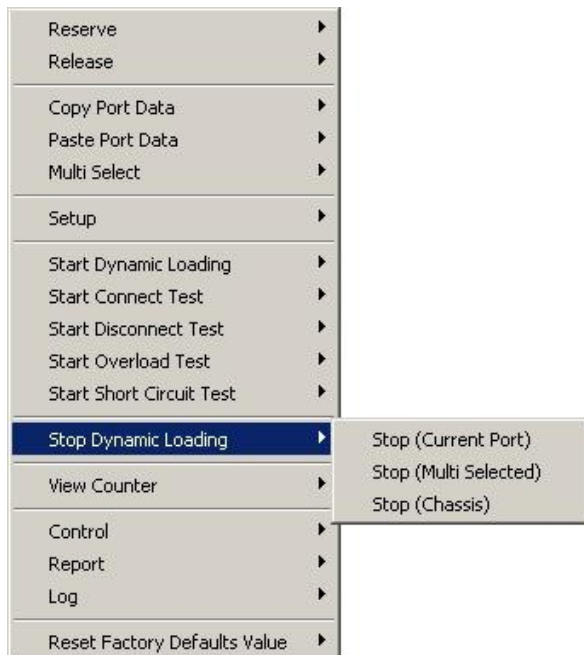 Reserve
Release
Copy Port Data
Paste Port Data
Multi Select
Setup
Start Dynamic Loading
Start Connect Test
Start Disconnect Test
Start Overload Test
Start Short Circuit Test
Stop Dynamic Loading
Stop (Current Port)
Stop (Multi Selected)
Stop (Chassis)
View Counter
Control
Report
Log
Reset Factory Defaults Value